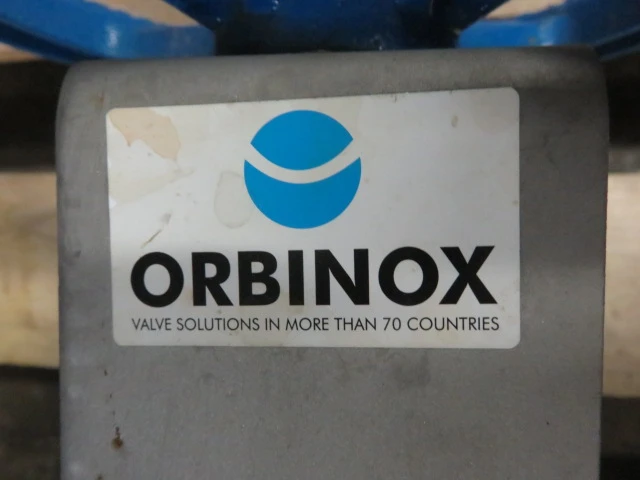 ORBINOX
VALVE SOLUTIONS IN MORE THAN 70 COUNTRIES